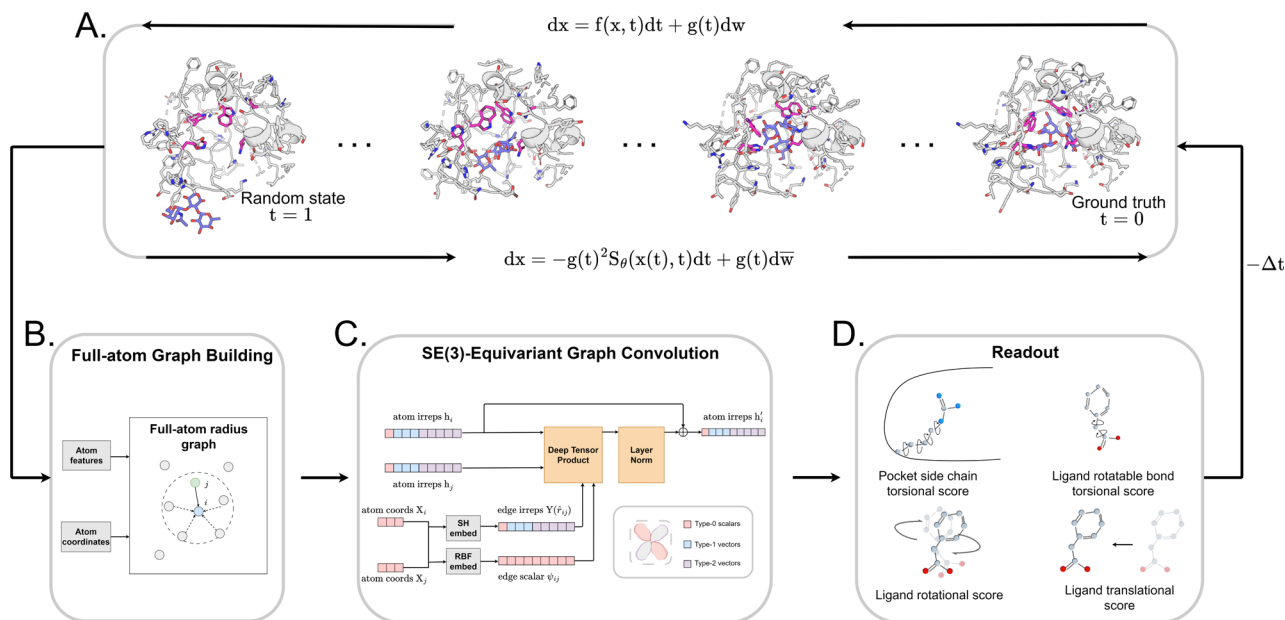 A.
dx = f(x, t)dt + g(t)dw
Random state
t = 1
Ground truth
t = 0
dx = −g(t)²S_θ(x(t), t)dt + g(t)dw̅
−Δt
B.
Full-atom Graph Building
Atom
features
Atom
coordinates
Full-atom radius
graph
j
i
C.
SE(3)-Equivariant Graph Convolution
atom irreps h_i
atom irreps h_j
atom coords X_i
atom coords X_j
SH
embed
RBF
embed
edge irreps Y(r̂_ij)
edge scalar ψ_ij
Deep Tensor
Product
Layer
Norm
atom irreps h′_i
Type-0 scalars
Type-1 vectors
Type-2 vectors
D.
Readout
Pocket side chain
torsional score
Ligand rotatable bond
torsional score
Ligand rotational score
Ligand translational
score